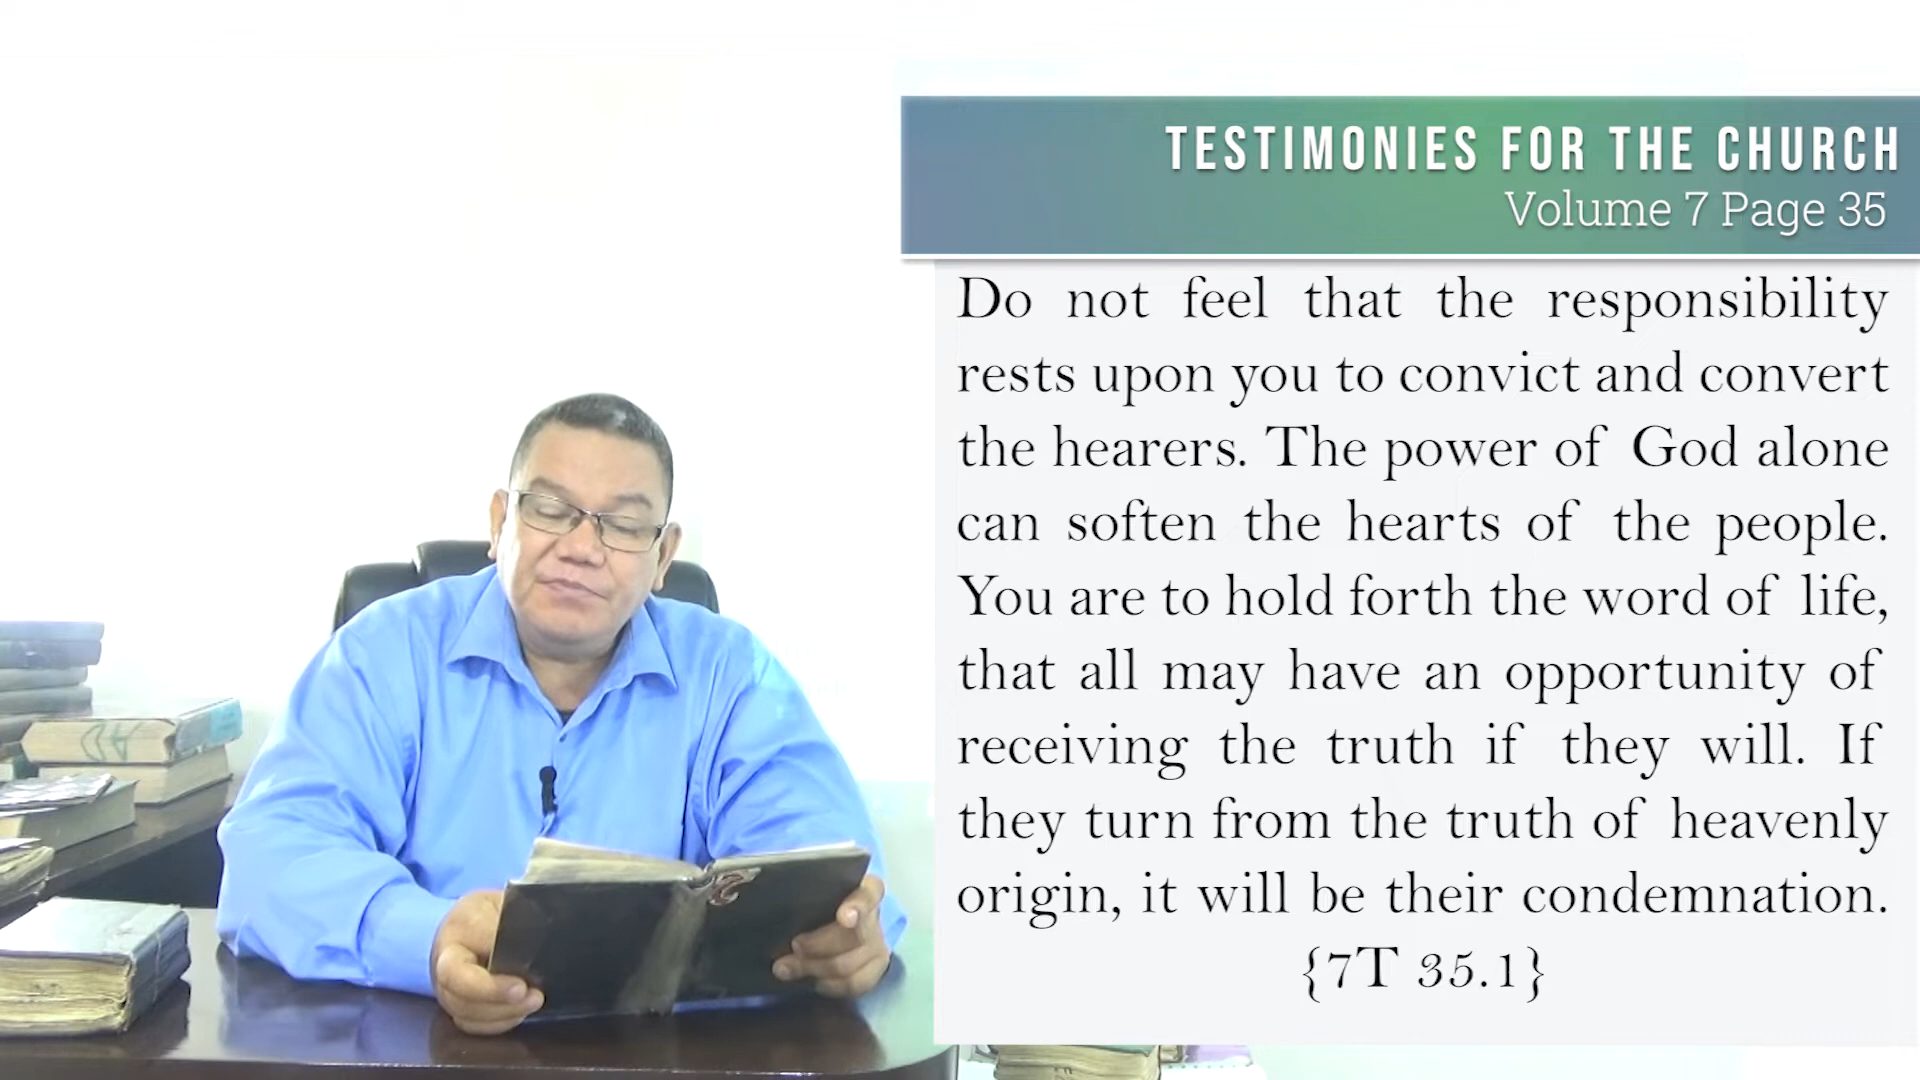 TESTIMONIES FOR THE CHURCH
Volume 7 Page 35
Do not feel that the responsibility
rests upon you to convict and convert
the hearers. The power of God alone
can soften the hearts of the people.
You are to hold forth the word of life,
that all may have an opportunity of
receiving the truth if they will. If
they turn from the truth of heavenly
origin, it will be their condemnation.
{7T 35.1}